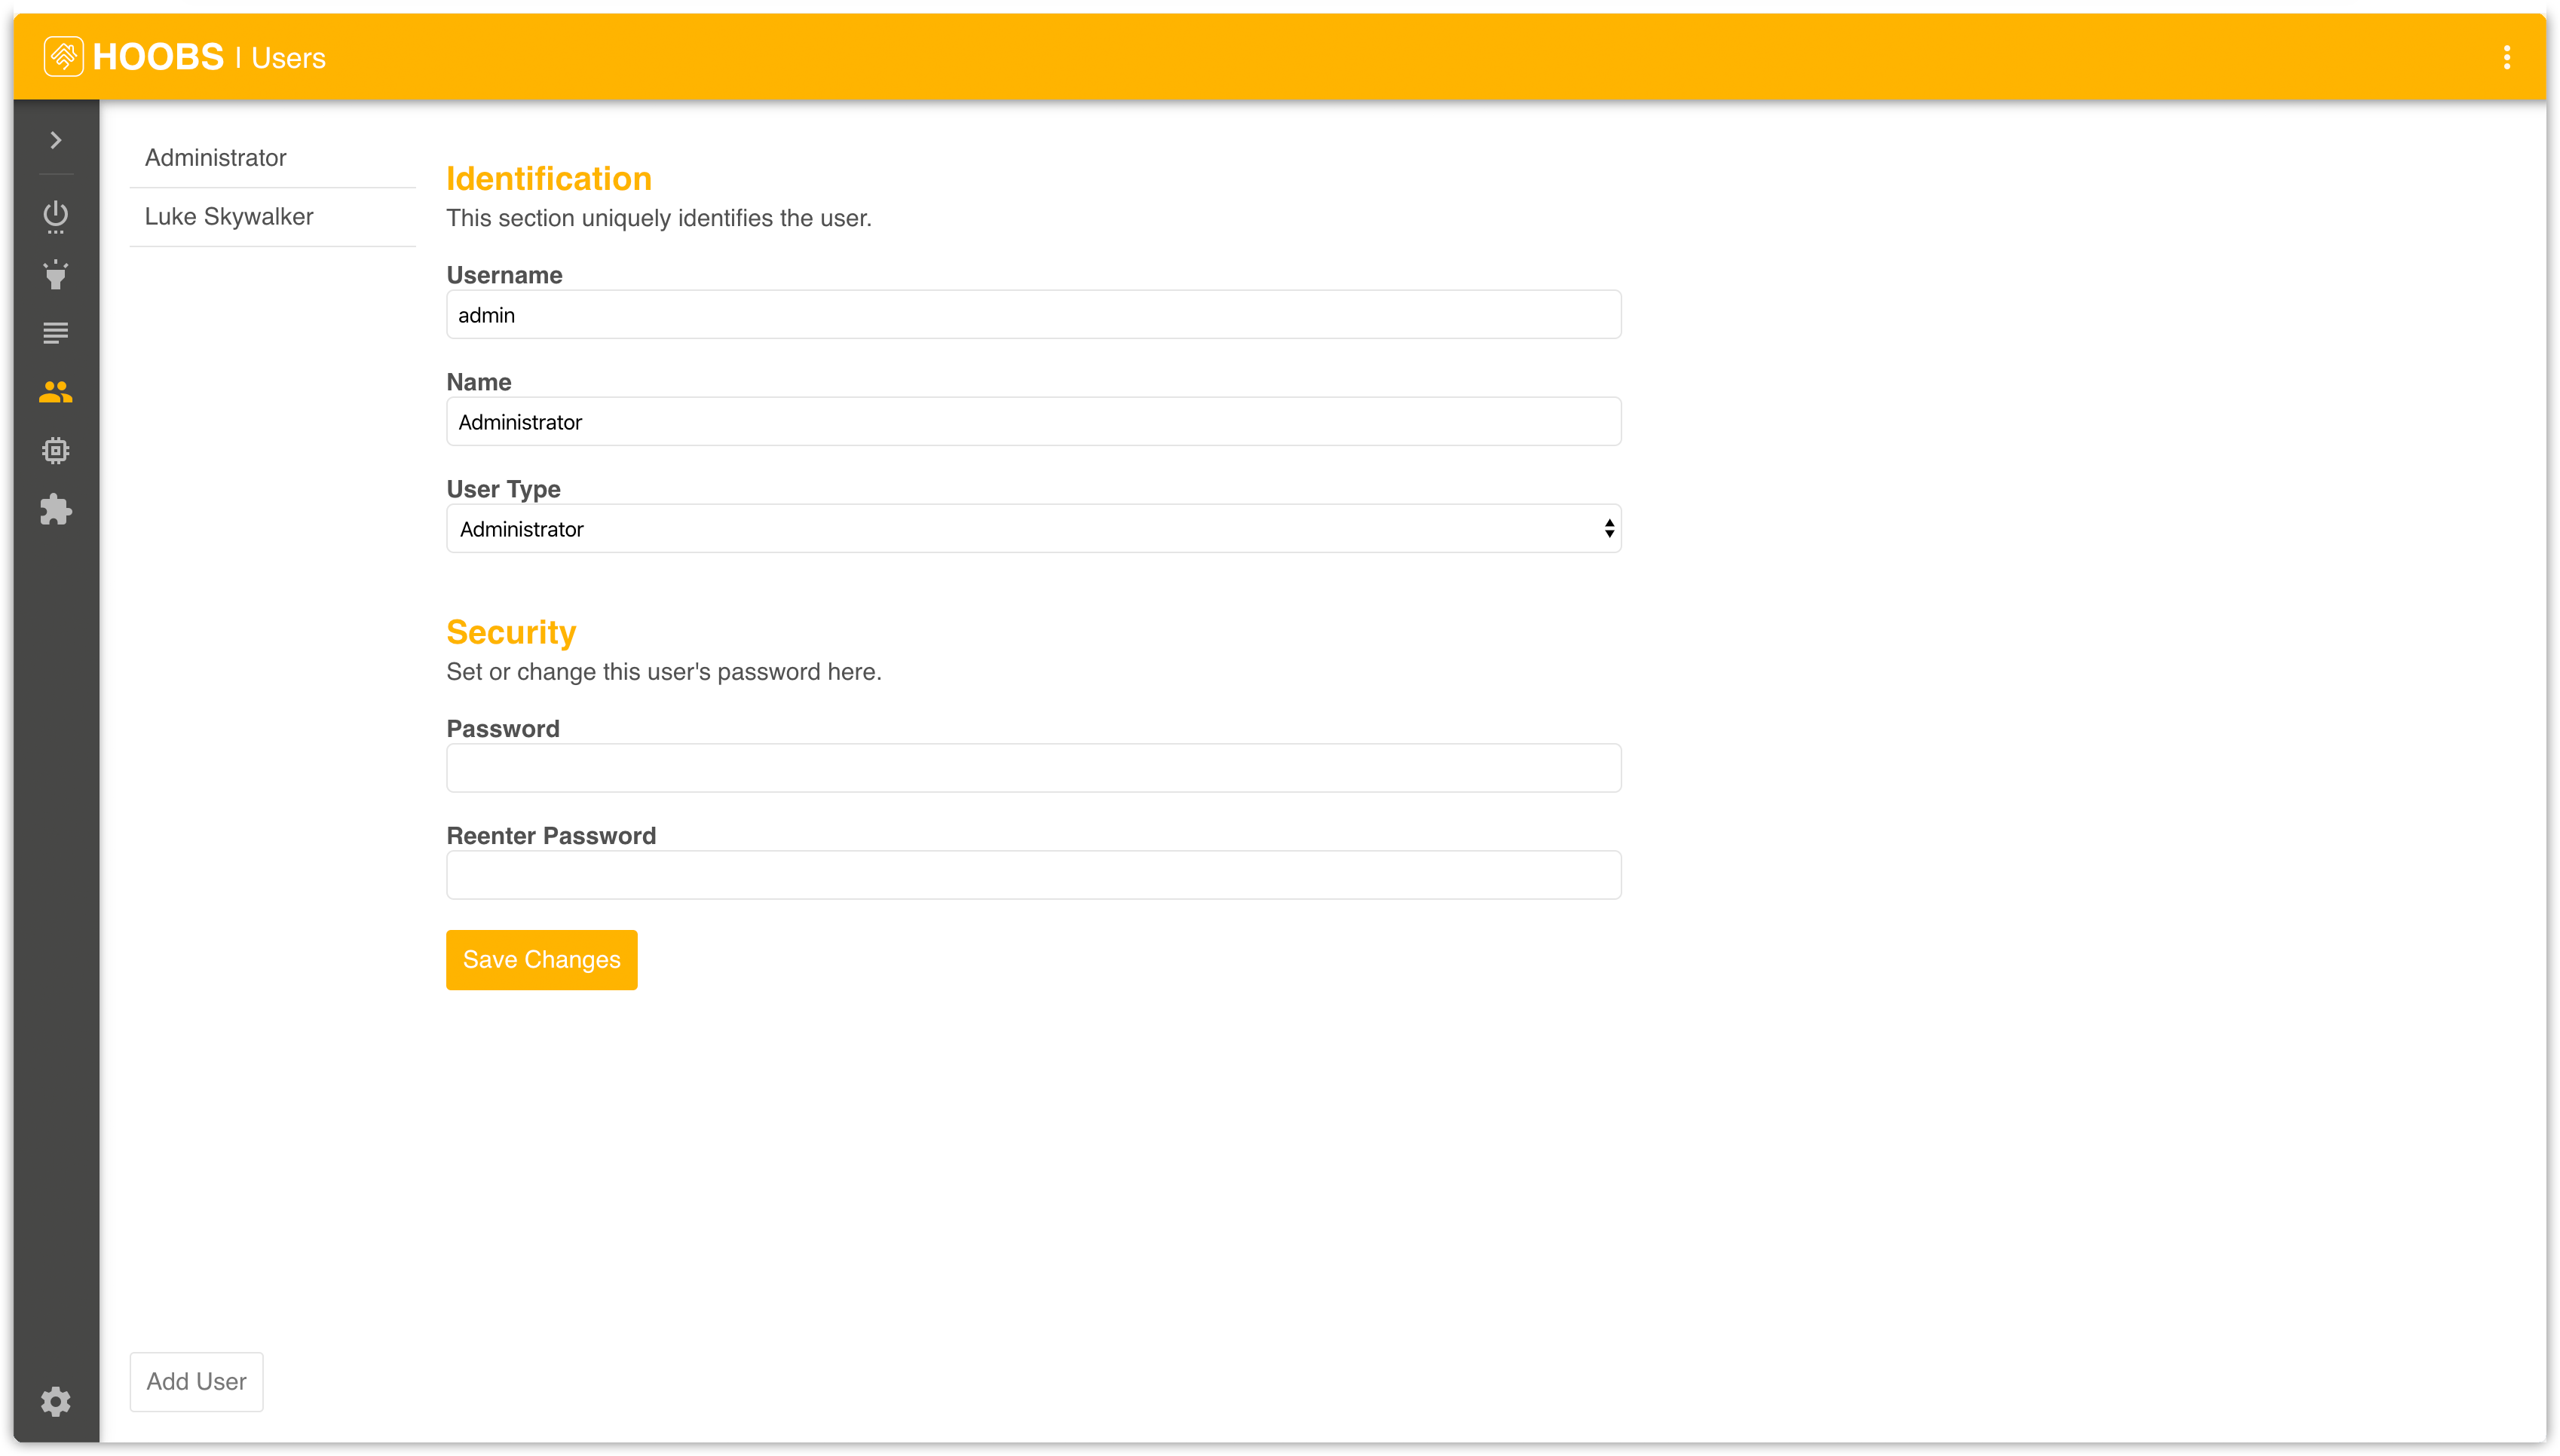 HOOBS | Users
Administrator
Luke Skywalker
Identification
This section uniquely identifies the user.
Username
admin
Name
Administrator
User Type
Administrator
Security
Set or change this user's password here.
Password
Reenter Password
Save Changes
Add User